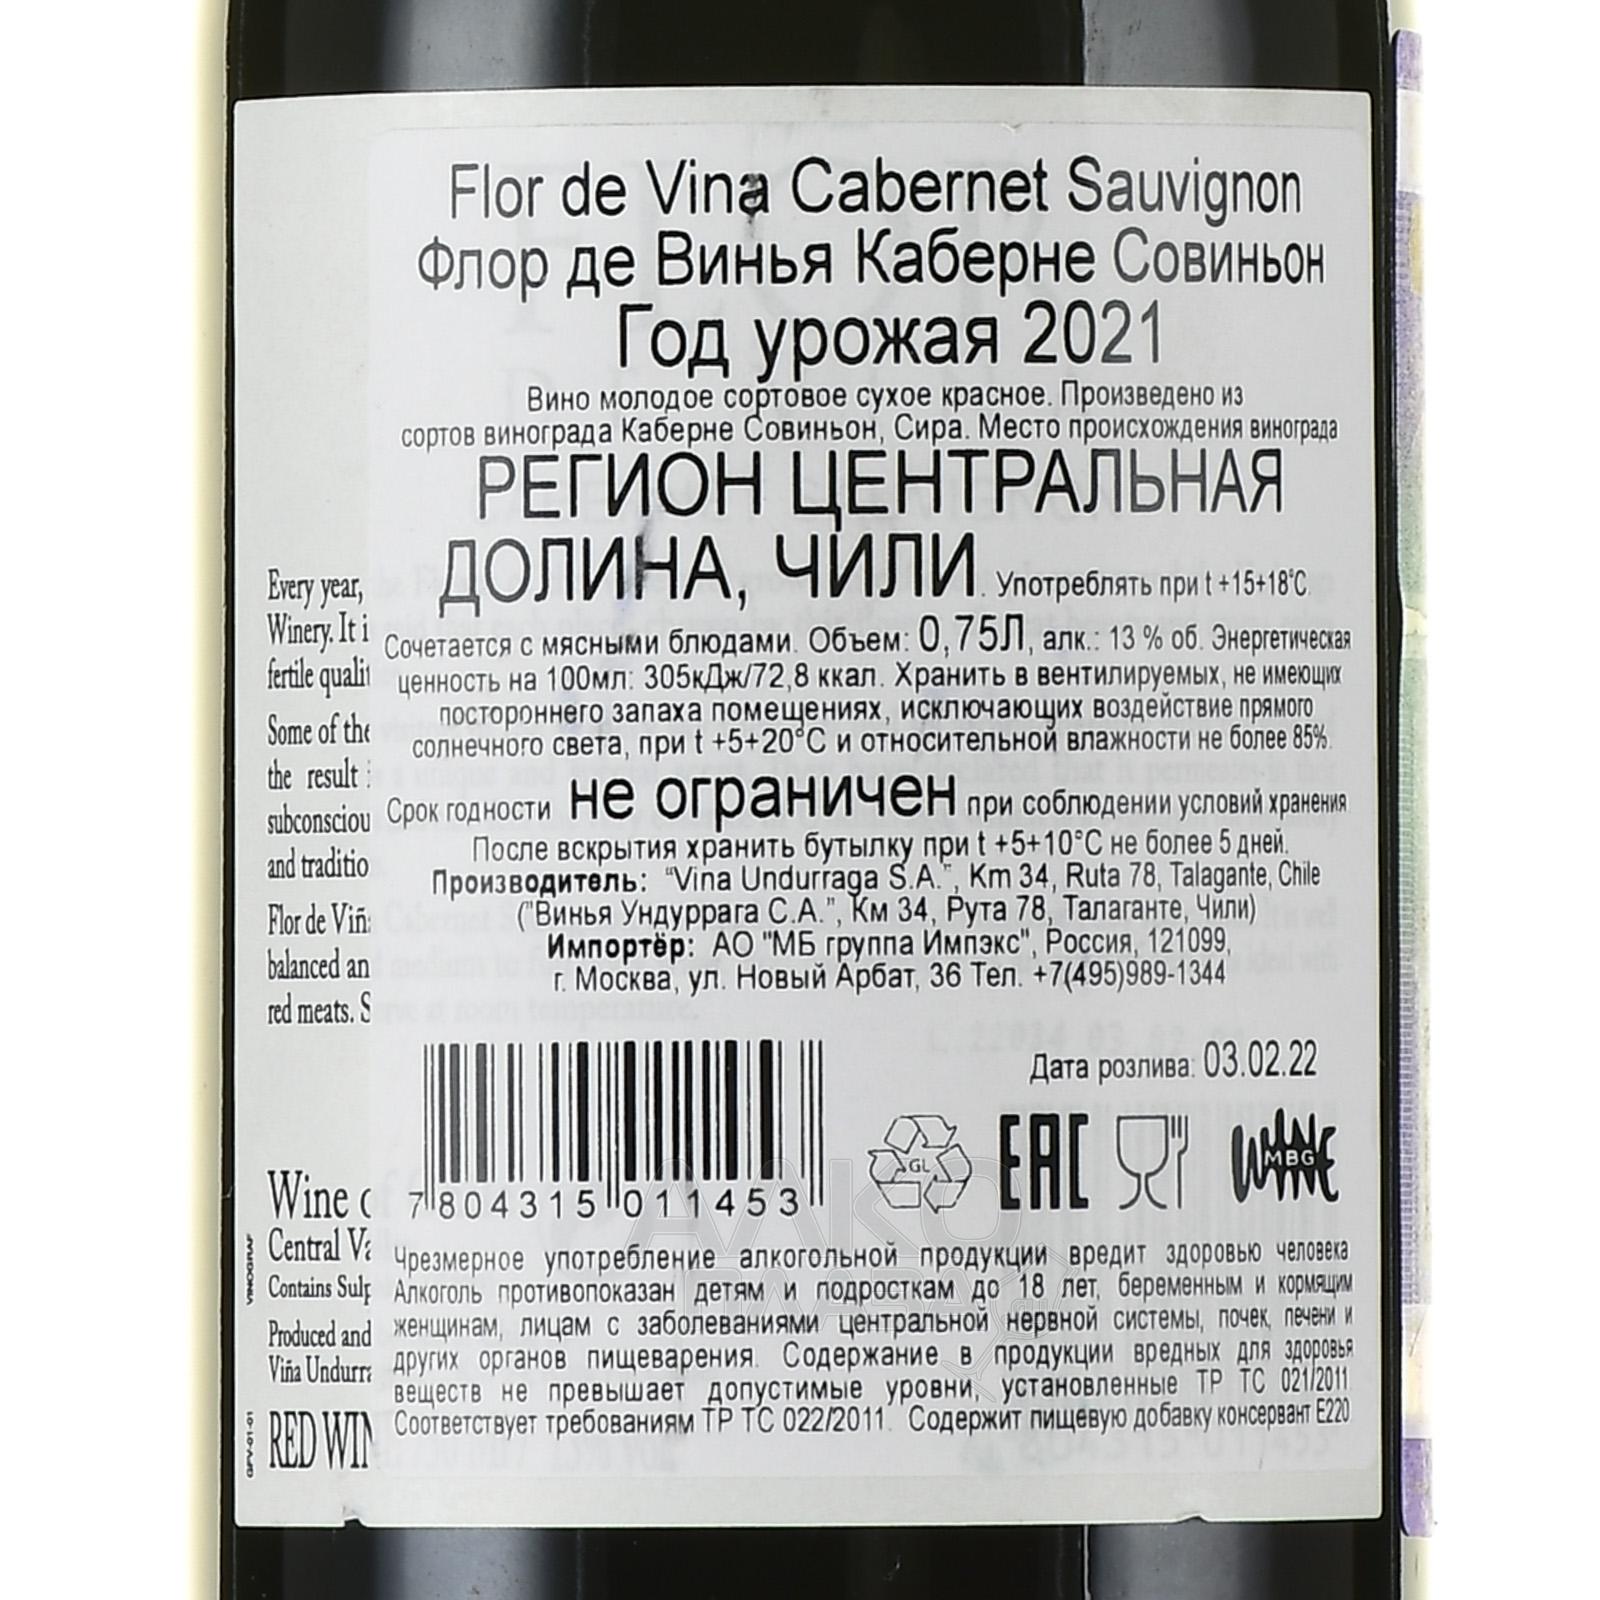 Flor de Vina Cabernet Sauvignon
Флор де Винья Каберне Совиньон
Год урожая 2021
Вино молодое сортовое сухое красное. Произведено из
сортов винограда Каберне Совиньон, Сира. Место происхождения винограда
РЕГИОН ЦЕНТРАЛЬНАЯ
ДОЛИНА, ЧИЛИ. Употреблять при t +15+18°C.
Сочетается с мясными блюдами. Объем: 0,75Л, алк.: 13 % об. Энергетическая
ценность на 100мл: 305кДж/72,8 ккал. Хранить в вентилируемых, не имеющих
постороннего запаха помещениях, исключающих воздействие прямого
солнечного света, при t +5+20°C и относительной влажности не более 85%.
Срок годности не ограничен при соблюдении условий хранения.
После вскрытия хранить бутылку при t +5+10°C не более 5 дней.
Производитель: "Vina Undurraga S.A.", Km 34, Ruta 78, Talagante, Chile
("Винья Ундуррага С.А.", Км 34, Рута 78, Талаганте, Чили)
Импортёр: АО "МБ группа Импэкс", Россия, 121099,
г. Москва, ул. Новый Арбат, 36 Тел. +7(495)989-1344
Дата розлива: 03.02.22
7 804315 011453
GL
EAC
WINE
MBG
Чрезмерное употребление алкогольной продукции вредит здоровью человека
Алкоголь противопоказан детям и подросткам до 18 лет, беременным и кормящим
женщинам, лицам с заболеваниями центральной нервной системы, почек, печени и
других органов пищеварения. Содержание в продукции вредных для здоровья
веществ не превышает допустимые уровни, установленные ТР ТС 021/2011
Соответствует требованиям ТР ТС 022/2011. Содержит пищевую добавку консервант Е220
Every year,
Winery. It i
fertile qualit
Some of the
the result
subconsciou
and traditio
Flor de Viña
balanced an
red meats. S
Wine o
Central Va
Contains Sulp
Produced and
Viña Undurra
RED WIN
VINOGRAF
GFV-01-01
АЛКО
ПЛАЗА